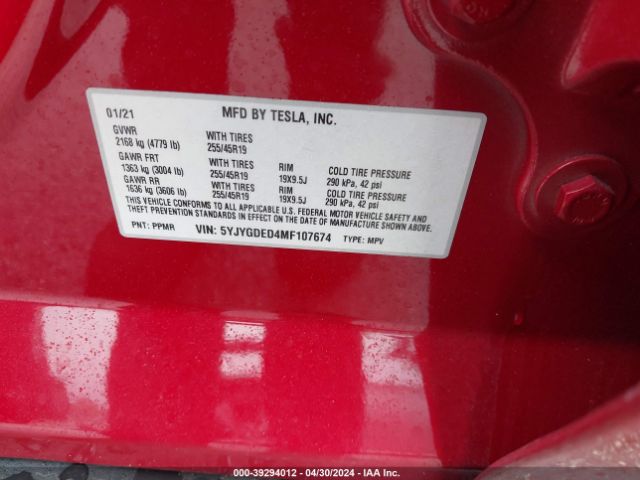 01/21 MFD BY TESLA, INC.
GVWR
2168 kg (4779 lb) WITH TIRES 255/45R19
GAWR FRT
1363 kg (3004 lb) WITH TIRES 255/45R19 RIM 19X9.5J COLD TIRE PRESSURE 290 kPa, 42 psi
GAWR RR
1636 kg (3606 lb) WITH TIRES 255/45R19 RIM 19X9.5J COLD TIRE PRESSURE 290 kPa, 42 psi
THIS VEHICLE CONFORMS TO ALL APPLICABLE U.S. FEDERAL MOTOR VEHICLE SAFETY AND
THEFT PREVENTION STANDARDS IN EFFECT ON THE DATE OF MANUFACTURE SHOWN ABOVE.
PNT: PPMR VIN: 5YJYGDED4MF107674 TYPE: MPV
000-39294012 - 04/30/2024 - IAA Inc.